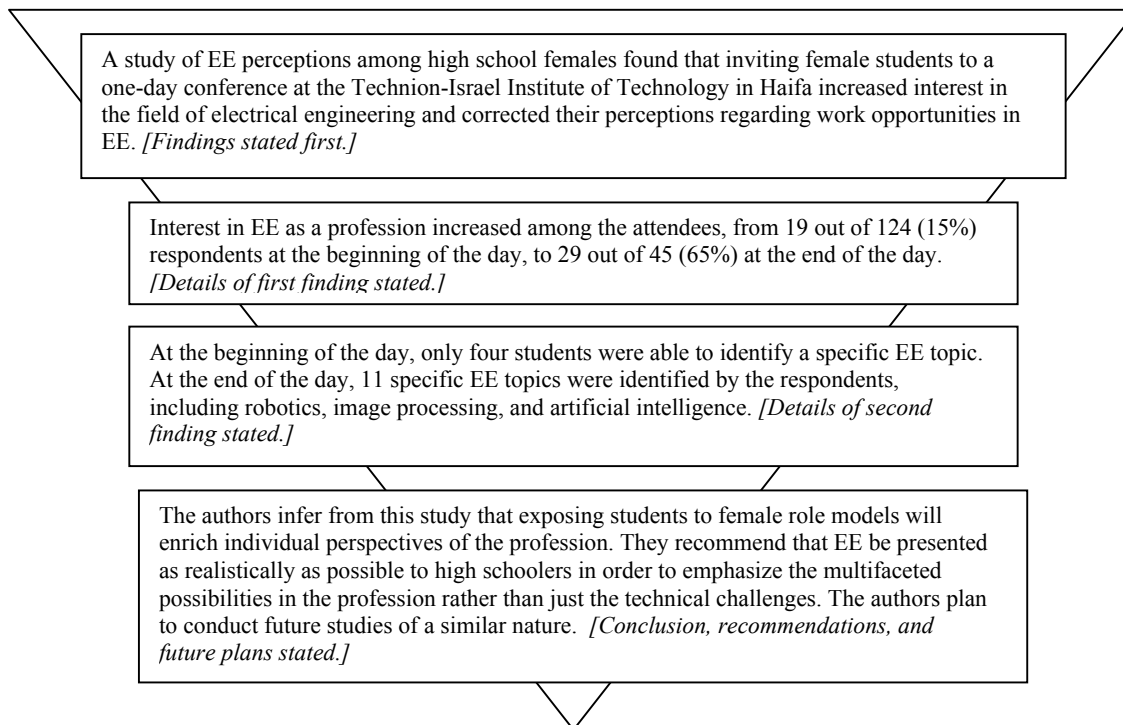 A study of EE perceptions among high school females found that inviting female students to a
one-day conference at the Technion-Israel Institute of Technology in Haifa increased interest in
the field of electrical engineering and corrected their perceptions regarding work opportunities in
EE. [Findings stated first.]
Interest in EE as a profession increased among the attendees, from 19 out of 124 (15%)
respondents at the beginning of the day, to 29 out of 45 (65%) at the end of the day.
[Details of first finding stated.]
At the beginning of the day, only four students were able to identify a specific EE topic.
At the end of the day, 11 specific EE topics were identified by the respondents,
including robotics, image processing, and artificial intelligence. [Details of second
finding stated.]
The authors infer from this study that exposing students to female role models will
enrich individual perspectives of the profession. They recommend that EE be presented
as realistically as possible to high schoolers in order to emphasize the multifaceted
possibilities in the profession rather than just the technical challenges. The authors plan
to conduct future studies of a similar nature. [Conclusion, recommendations, and
future plans stated.]